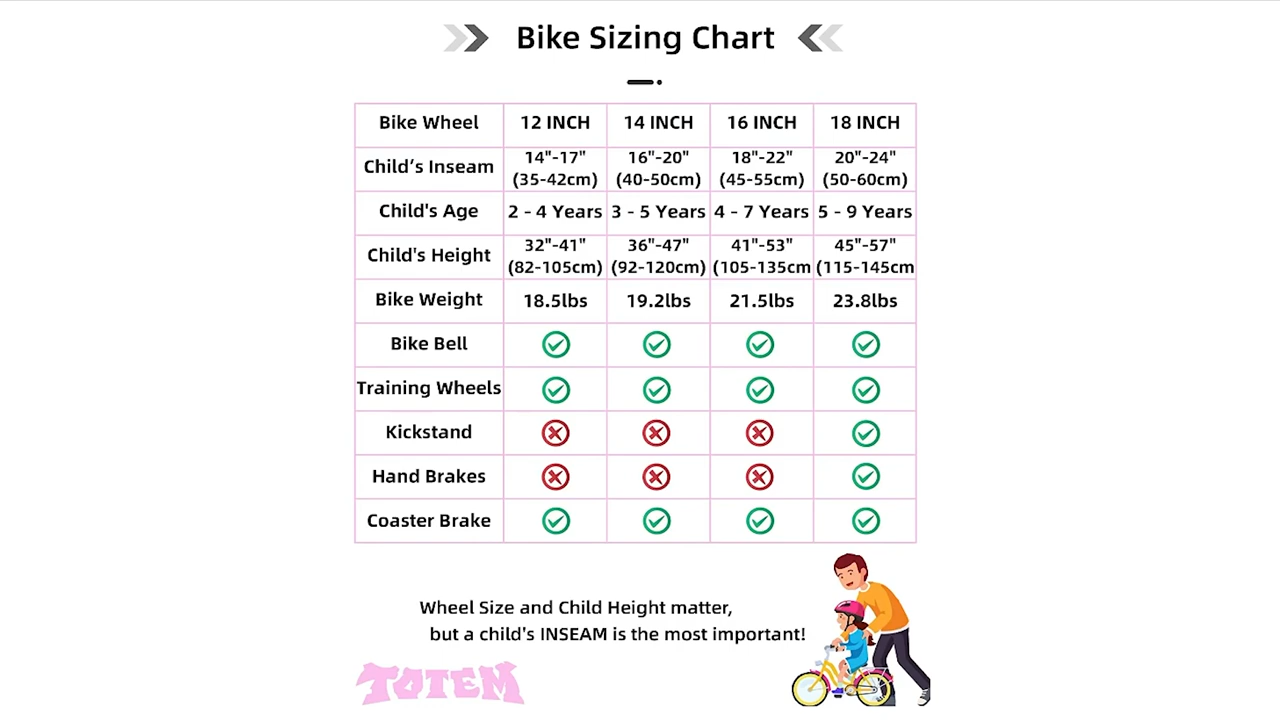 Bike Sizing Chart
Bike Wheel 12 INCH 14 INCH 16 INCH 18 INCH
Child‘s Inseam 14"-17" (35-42cm) 16"-20" (40-50cm) 18"-22" (45-55cm) 20"-24" (50-60cm)
Child's Age 2 - 4 Years 3 - 5 Years 4 - 7 Years 5 - 9 Years
Child's Height 32"-41" (82-105cm) 36"-47" (92-120cm) 41"-53" (105-135cm 45"-57" (115-145cm
Bike Weight 18.5lbs 19.2lbs 21.5lbs 23.8lbs
Bike Bell
Training Wheels
Kickstand
Hand Brakes
Coaster Brake
Wheel Size and Child Height matter,
but a child's INSEAM is the most important!
TOTEM